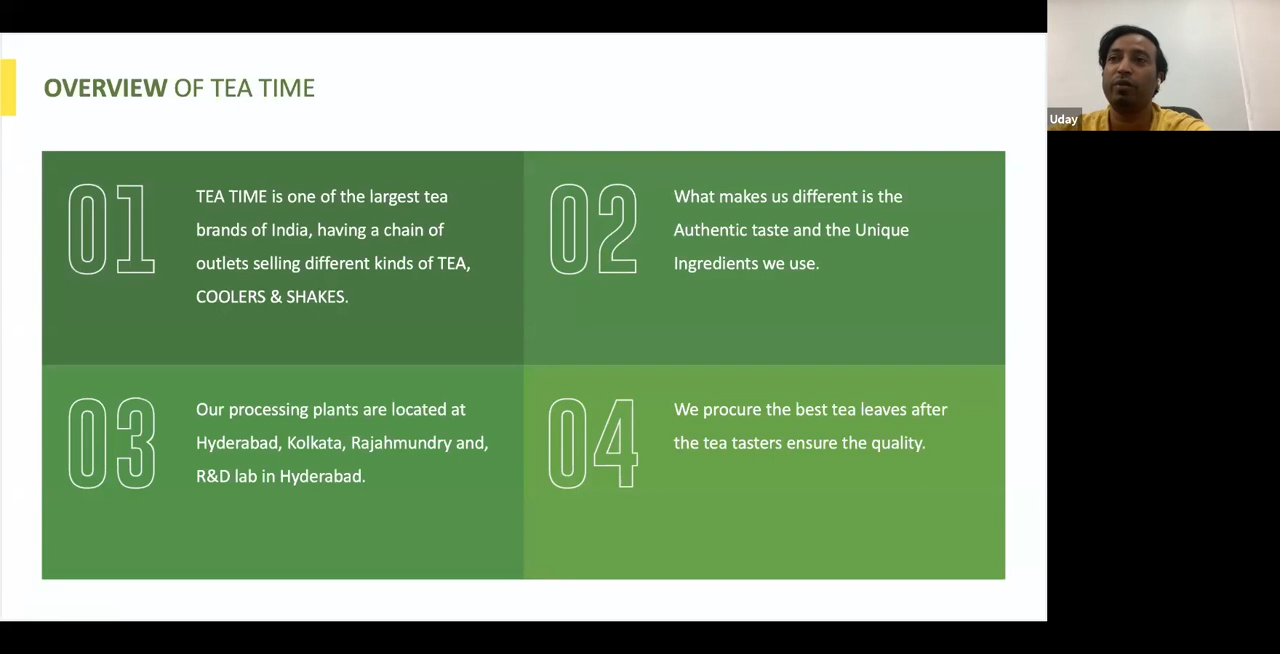 OVERVIEW OF TEA TIME
Uday
01
TEA TIME is one of the largest tea
brands of India, having a chain of
outlets selling different kinds of TEA,
COOLERS & SHAKES.
02
What makes us different is the
Authentic taste and the Unique
Ingredients we use.
03
Our processing plants are located at
Hyderabad, Kolkata, Rajahmundry and,
R&D lab in Hyderabad.
04
We procure the best tea leaves after
the tea tasters ensure the quality.